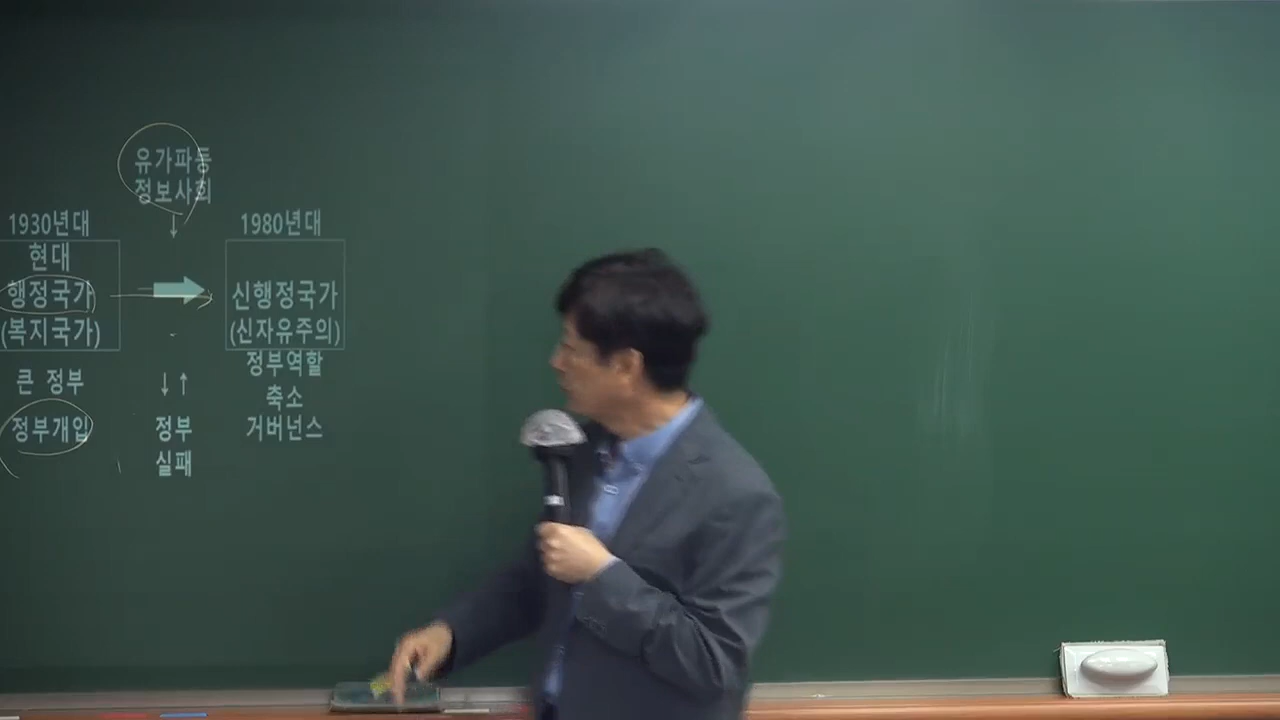 유가파동
정보사회
↓
1930년대
현대
행정국가
(복지국가)
큰 정부
정부개입
↓↑
정부
실패
1980년대
신행정국가
(신자유주의)
정부역할
축소
거버넌스